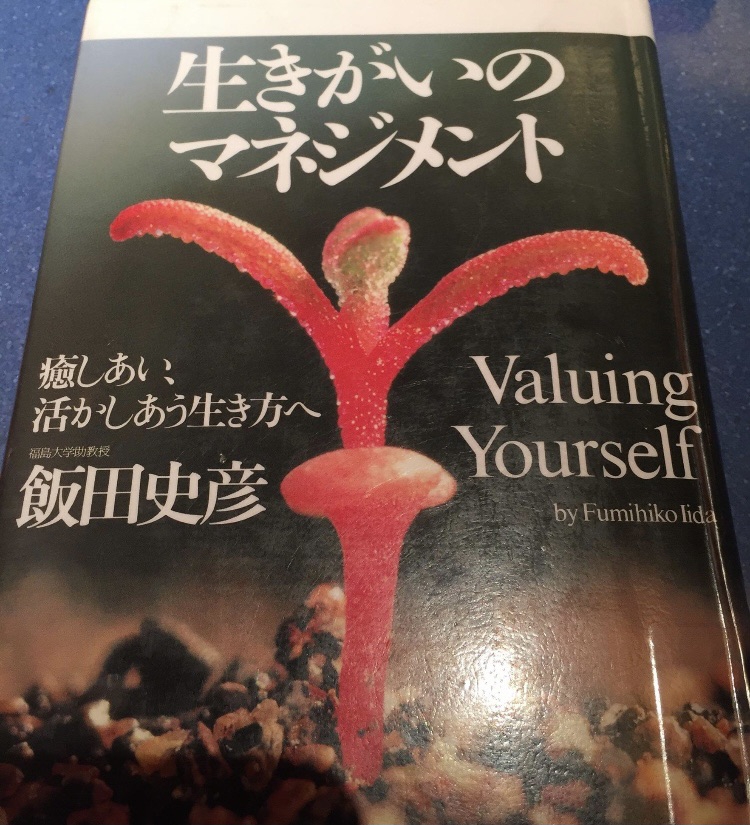 生きがいの
マネジメント
癒しあい、
活かしあう生き方へ
福島大学助教授
飯田史彦
Valuing
Yourself
by Fumihiko Iida